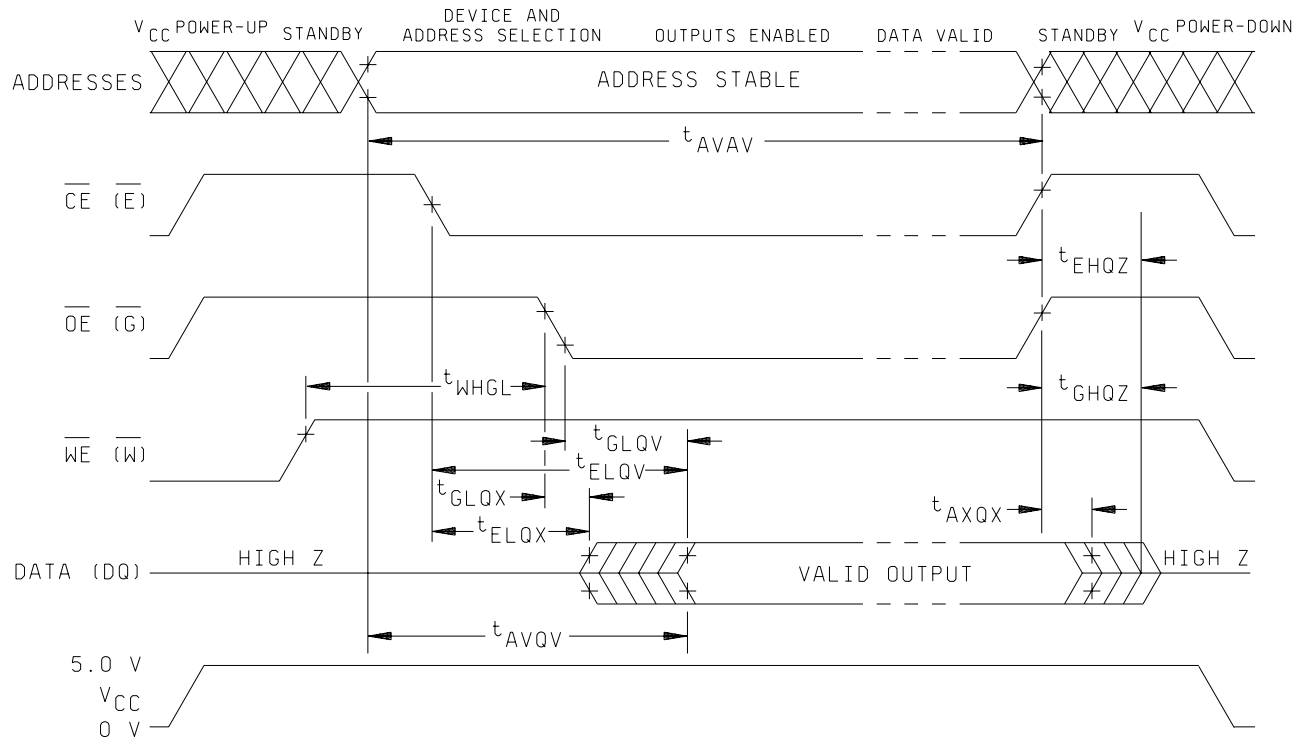 VCC POWER-UP STANDBY DEVICE AND ADDRESS SELECTION OUTPUTS ENABLED DATA VALID STANDBY VCC POWER-DOWN
ADDRESSES ADDRESS STABLE
tAVAV
CE (E)
tEHQZ
OE (G)
tWHGL tGHQZ
WE (W) tGLQV
tELQV
tGLQX tAXQX
tELQX
DATA (DQ) HIGH Z VALID OUTPUT HIGH Z
tAVQV
5.0 V
VCC
0 V